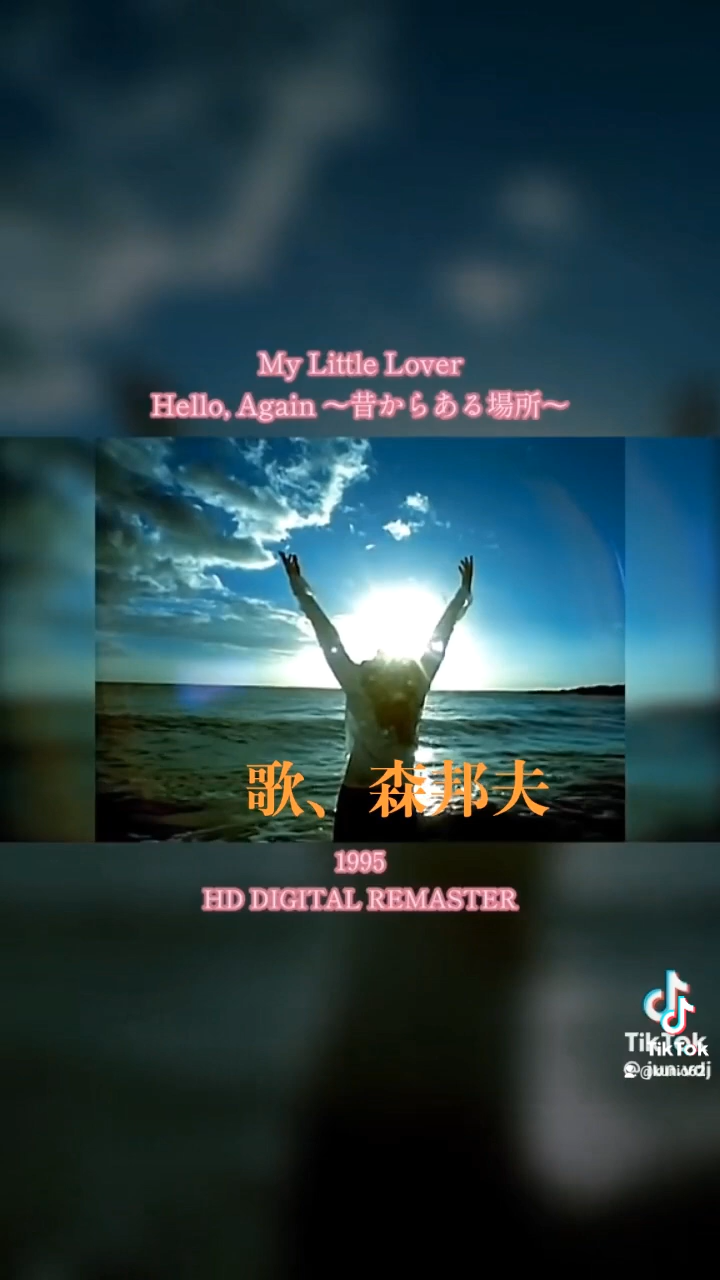 My Little Lover
Hello, Again 〜昔からある場所〜
歌、森邦夫
1995
HD DIGITAL REMASTER
TikTok
TikTok